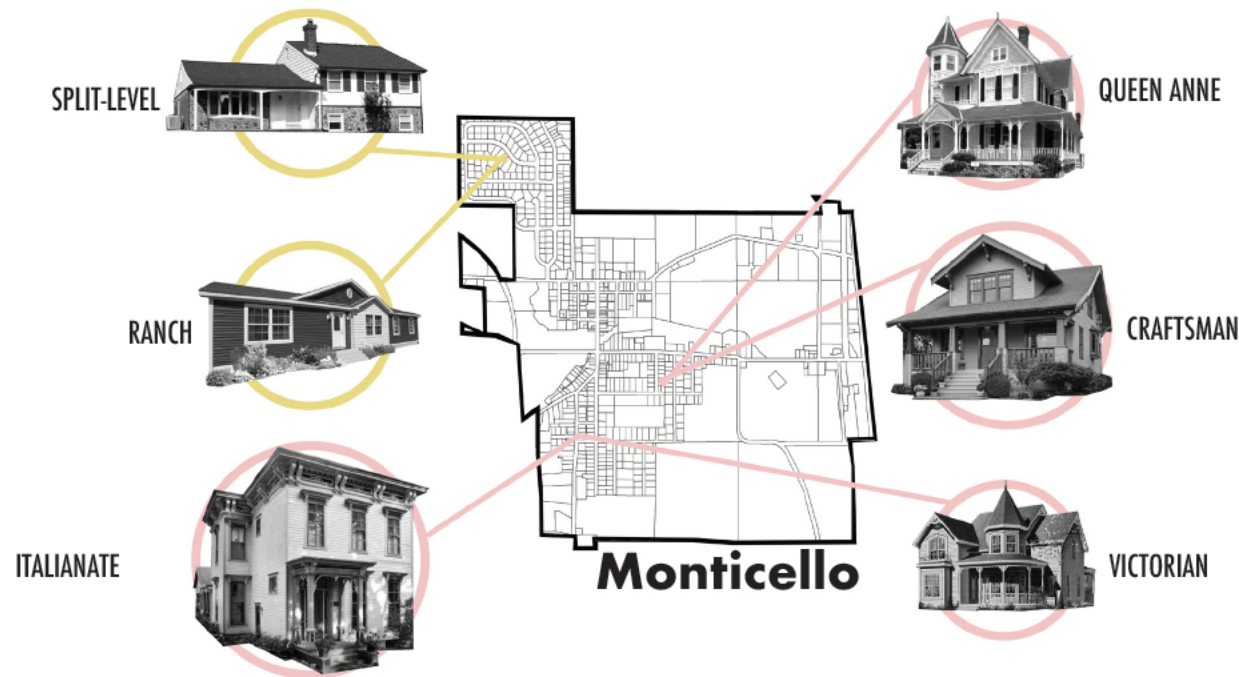 SPLIT-LEVEL
QUEEN ANNE
RANCH
CRAFTSMAN
ITALIANATE
VICTORIAN
Monticello